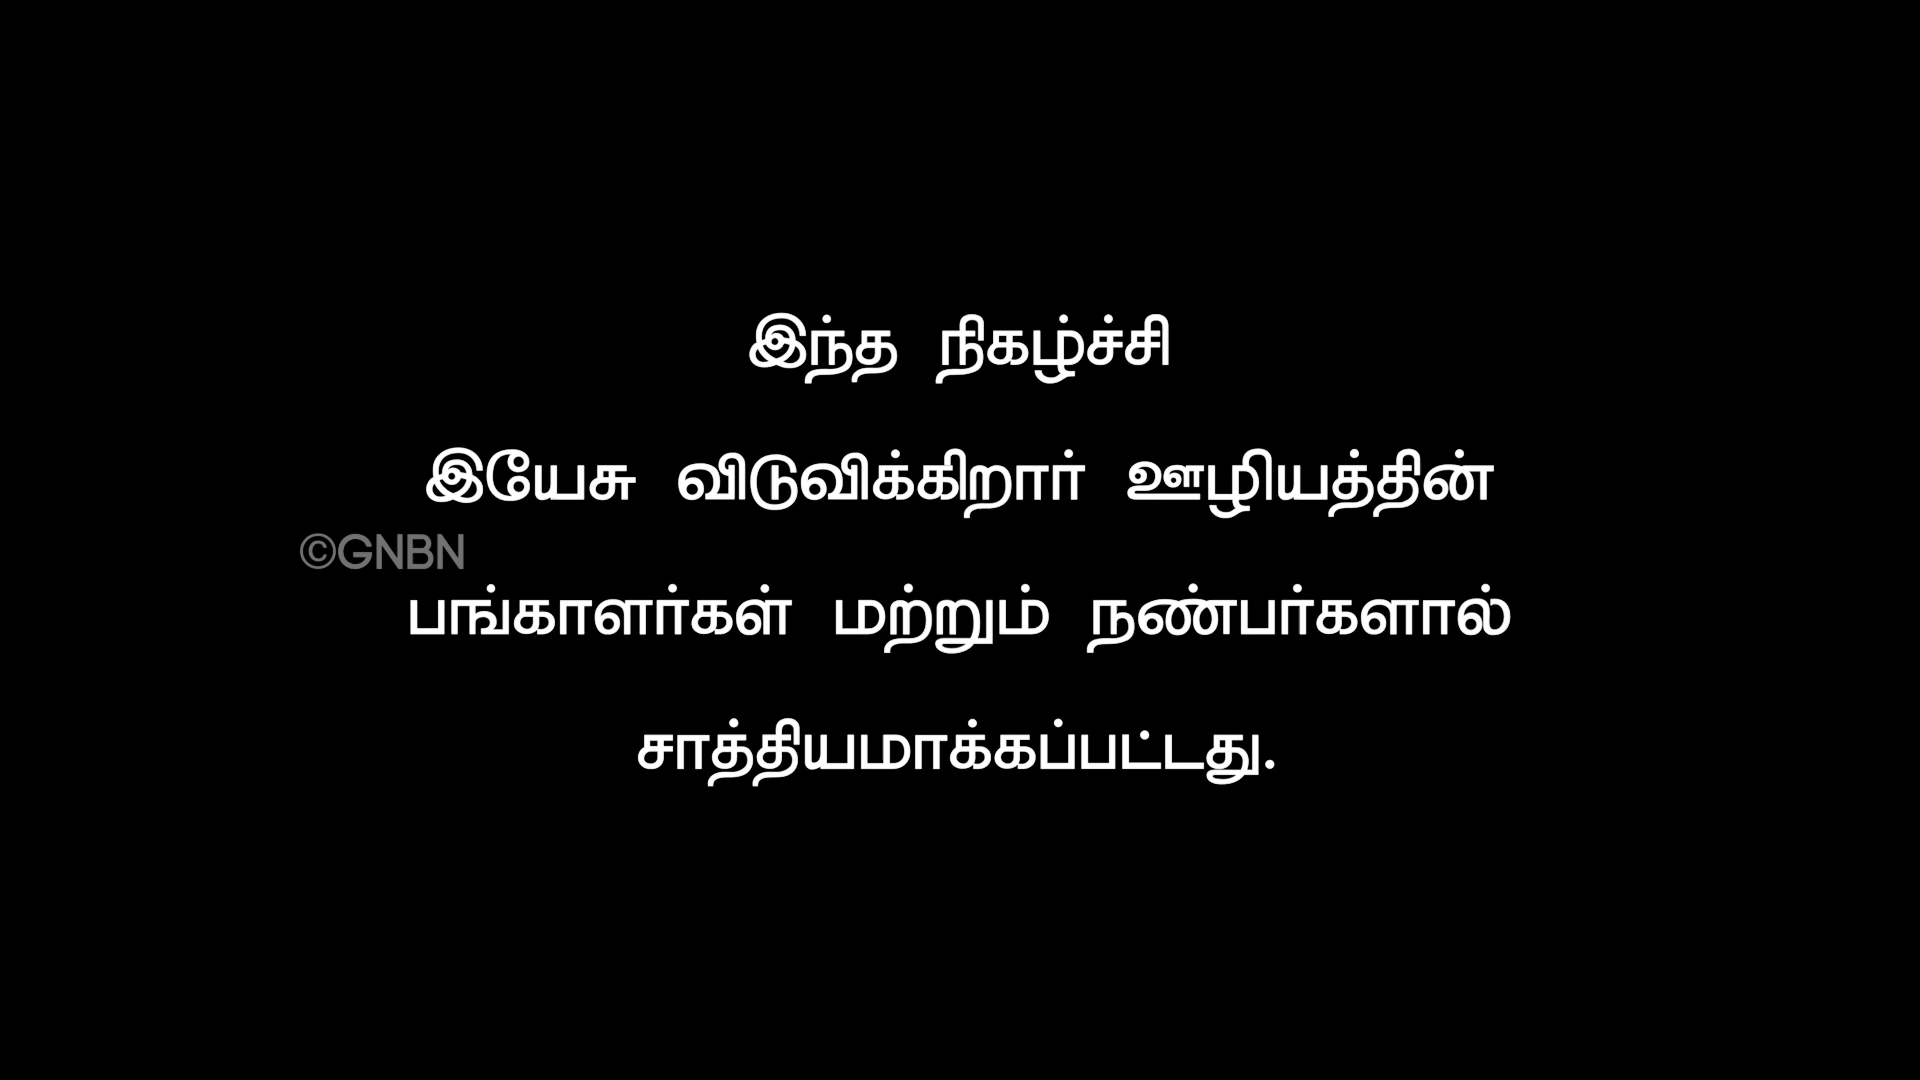 இந்த நிகழ்ச்சி
இயேசு விடுவிக்கிறார் ஊழியத்தின்
©GNBN
பங்காளர்கள் மற்றும் நண்பர்களால்
சாத்தியமாக்கப்பட்டது.